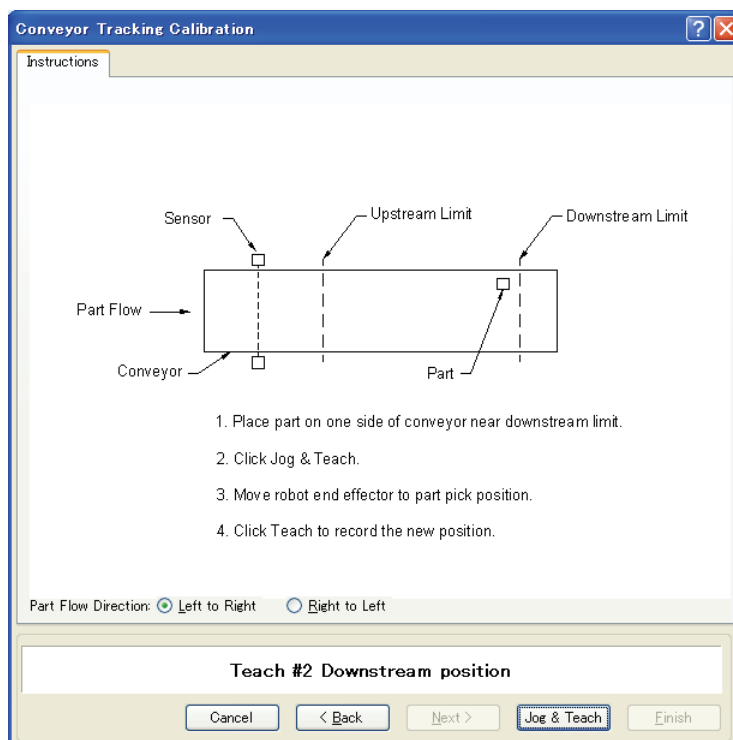 Conveyor Tracking Calibration
Instructions
Sensor
Upstream Limit
Downstream Limit
Part Flow
Conveyor
Part
1. Place part on one side of conveyor near downstream limit.
2. Click Jog & Teach.
3. Move robot end effector to part pick position.
4. Click Teach to record the new position.
Part Flow Direction: Left to Right Right to Left
Teach #2 Downstream position
Cancel < Back Next > Jog & Teach Finish